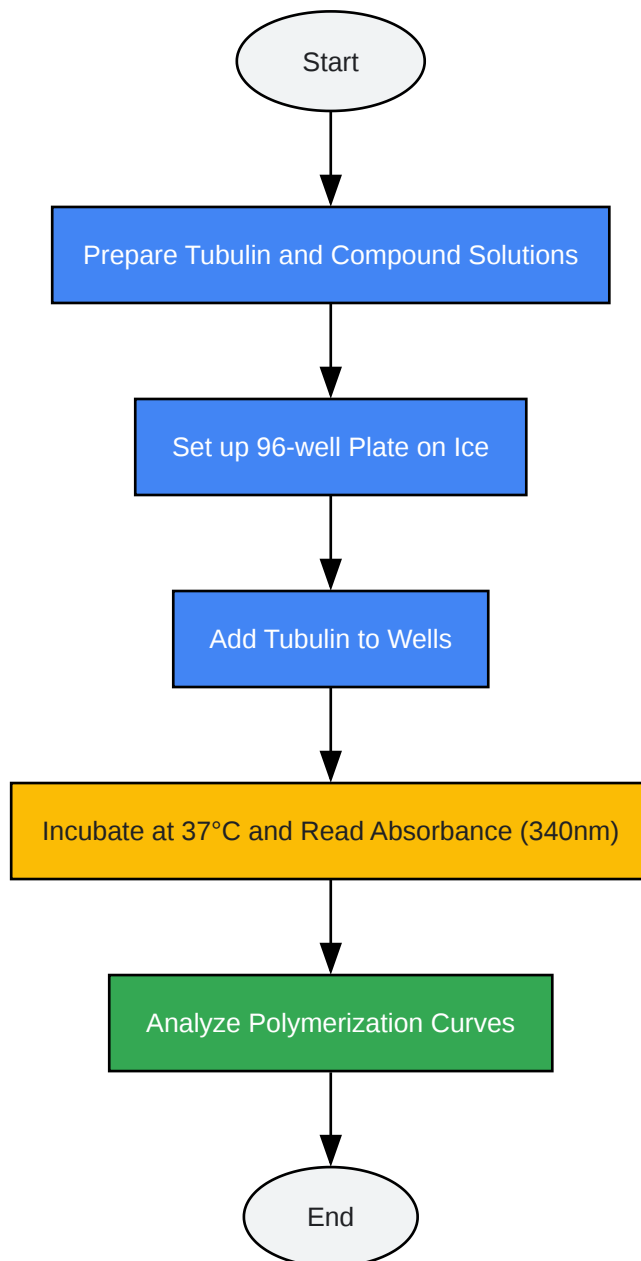 Start
Prepare Tubulin and Compound Solutions
Set up 96-well Plate on Ice
Add Tubulin to Wells
Incubate at 37°C and Read Absorbance (340nm)
Analyze Polymerization Curves
End